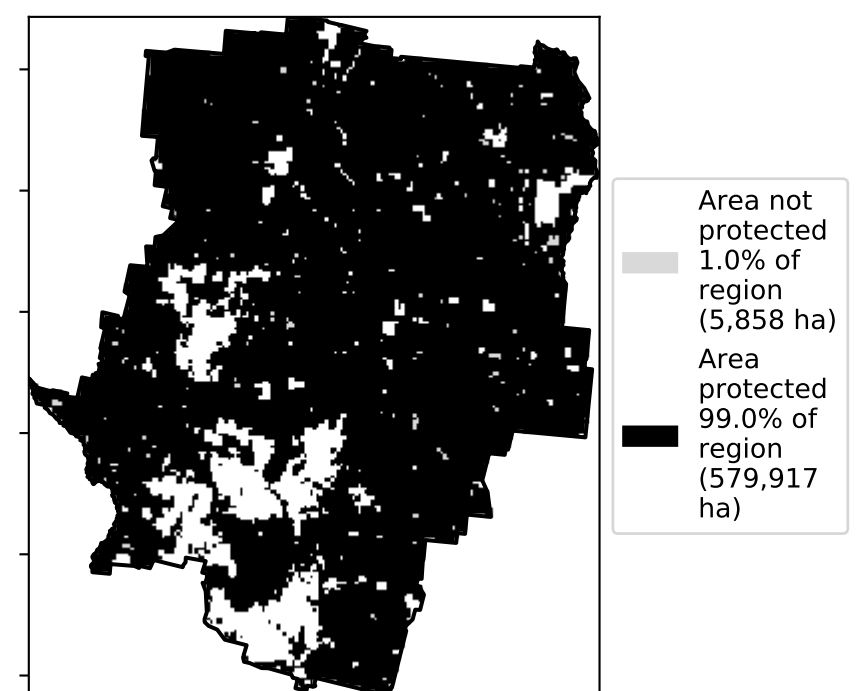 Area not
protected
1.0% of
region
(5,858 ha)
Area
protected
99.0% of
region
(579,917
ha)